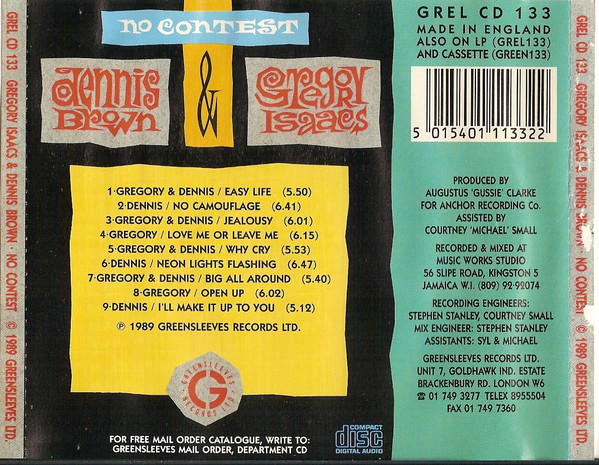 GREL CD 133 · GREGORY ISAACS & DENNIS BROWN · NO CONTEST © 1989 GREENSLEEVES LTD.
NO CONTEST
Dennis
Brown
&
Gregory
Isaacs
1·GREGORY & DENNIS / EASY LIFE (5.50)
2·DENNIS / NO CAMOUFLAGE (6.41)
3·GREGORY & DENNIS / JEALOUSY (6.01)
4·GREGORY / LOVE ME OR LEAVE ME (6.15)
5·GREGORY & DENNIS / WHY CRY (5.53)
6·DENNIS / NEON LIGHTS FLASHING (6.47)
7·GREGORY & DENNIS / BIG ALL AROUND (5.40)
8·GREGORY / OPEN UP (6.02)
9·DENNIS / I'LL MAKE IT UP TO YOU (5.12)
℗ 1989 GREENSLEEVES RECORDS LTD.
GREENSLEEVES
G
RECORDS LTD
FOR FREE MAIL ORDER CATALOGUE, WRITE TO:
GREENSLEEVES MAIL ORDER, DEPARTMENT CD
COMPACT
disc
DIGITAL AUDIO
GREL CD 133
MADE IN ENGLAND
ALSO ON LP (GREL133)
AND CASSETTE (GREEN133)
5 015401 113322
PRODUCED BY
AUGUSTUS 'GUSSIE' CLARKE
FOR ANCHOR RECORDING Co.
ASSISTED BY
COURTNEY 'MICHAEL' SMALL
RECORDED & MIXED AT
MUSIC WORKS STUDIO
56 SLIPE ROAD, KINGSTON 5
JAMAICA W.I. (809) 92-92074
RECORDING ENGINEERS:
STEPHEN STANLEY, COURTNEY SMALL
MIX ENGINEER: STEPHEN STANLEY
ASSISTANTS: SYL & MICHAEL
GREENSLEEVES RECORDS LTD.
UNIT 7, GOLDHAWK IND. ESTATE
BRACKENBURY RD. LONDON W6
☎ 01 749 3277 TELEX 8955504
FAX 01 749 7360
GREL CD 133 · GREGORY ISAACS & DENNIS BROWN · NO CONTEST © 1989 GREENSLEEVES LTD.